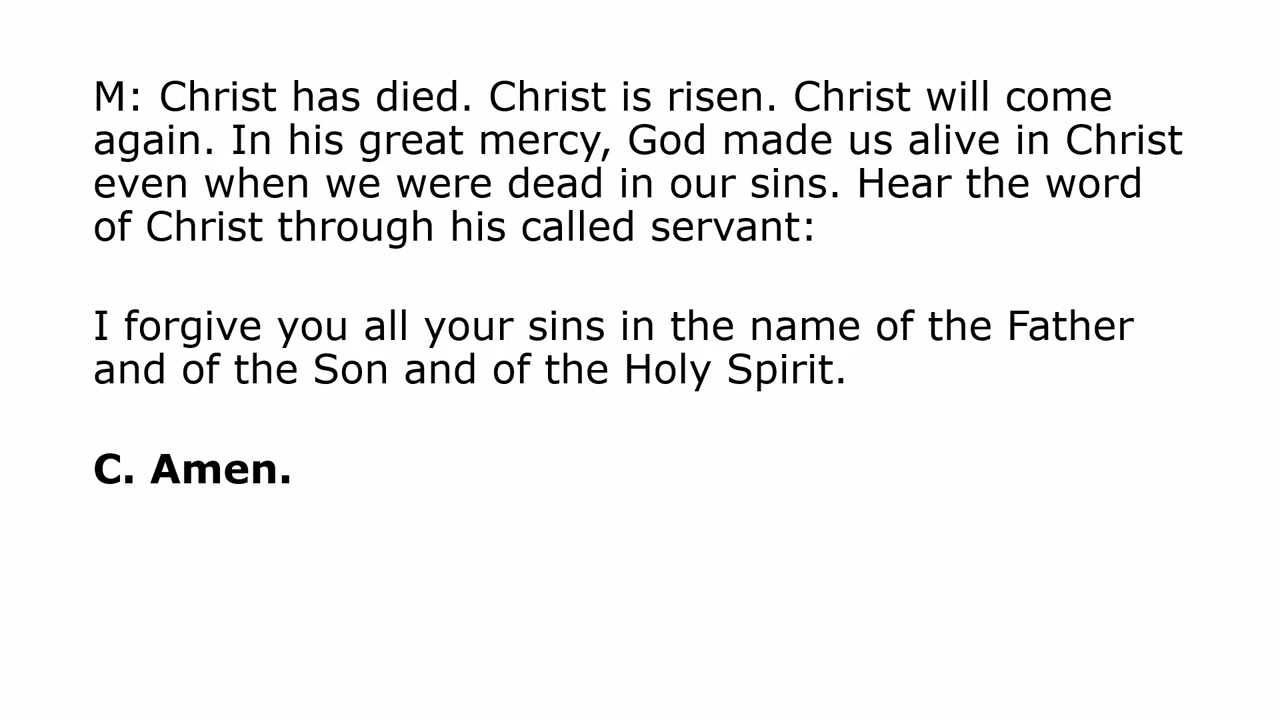 M: Christ has died. Christ is risen. Christ will come
again. In his great mercy, God made us alive in Christ
even when we were dead in our sins. Hear the word
of Christ through his called servant:
I forgive you all your sins in the name of the Father
and of the Son and of the Holy Spirit.
C. Amen.